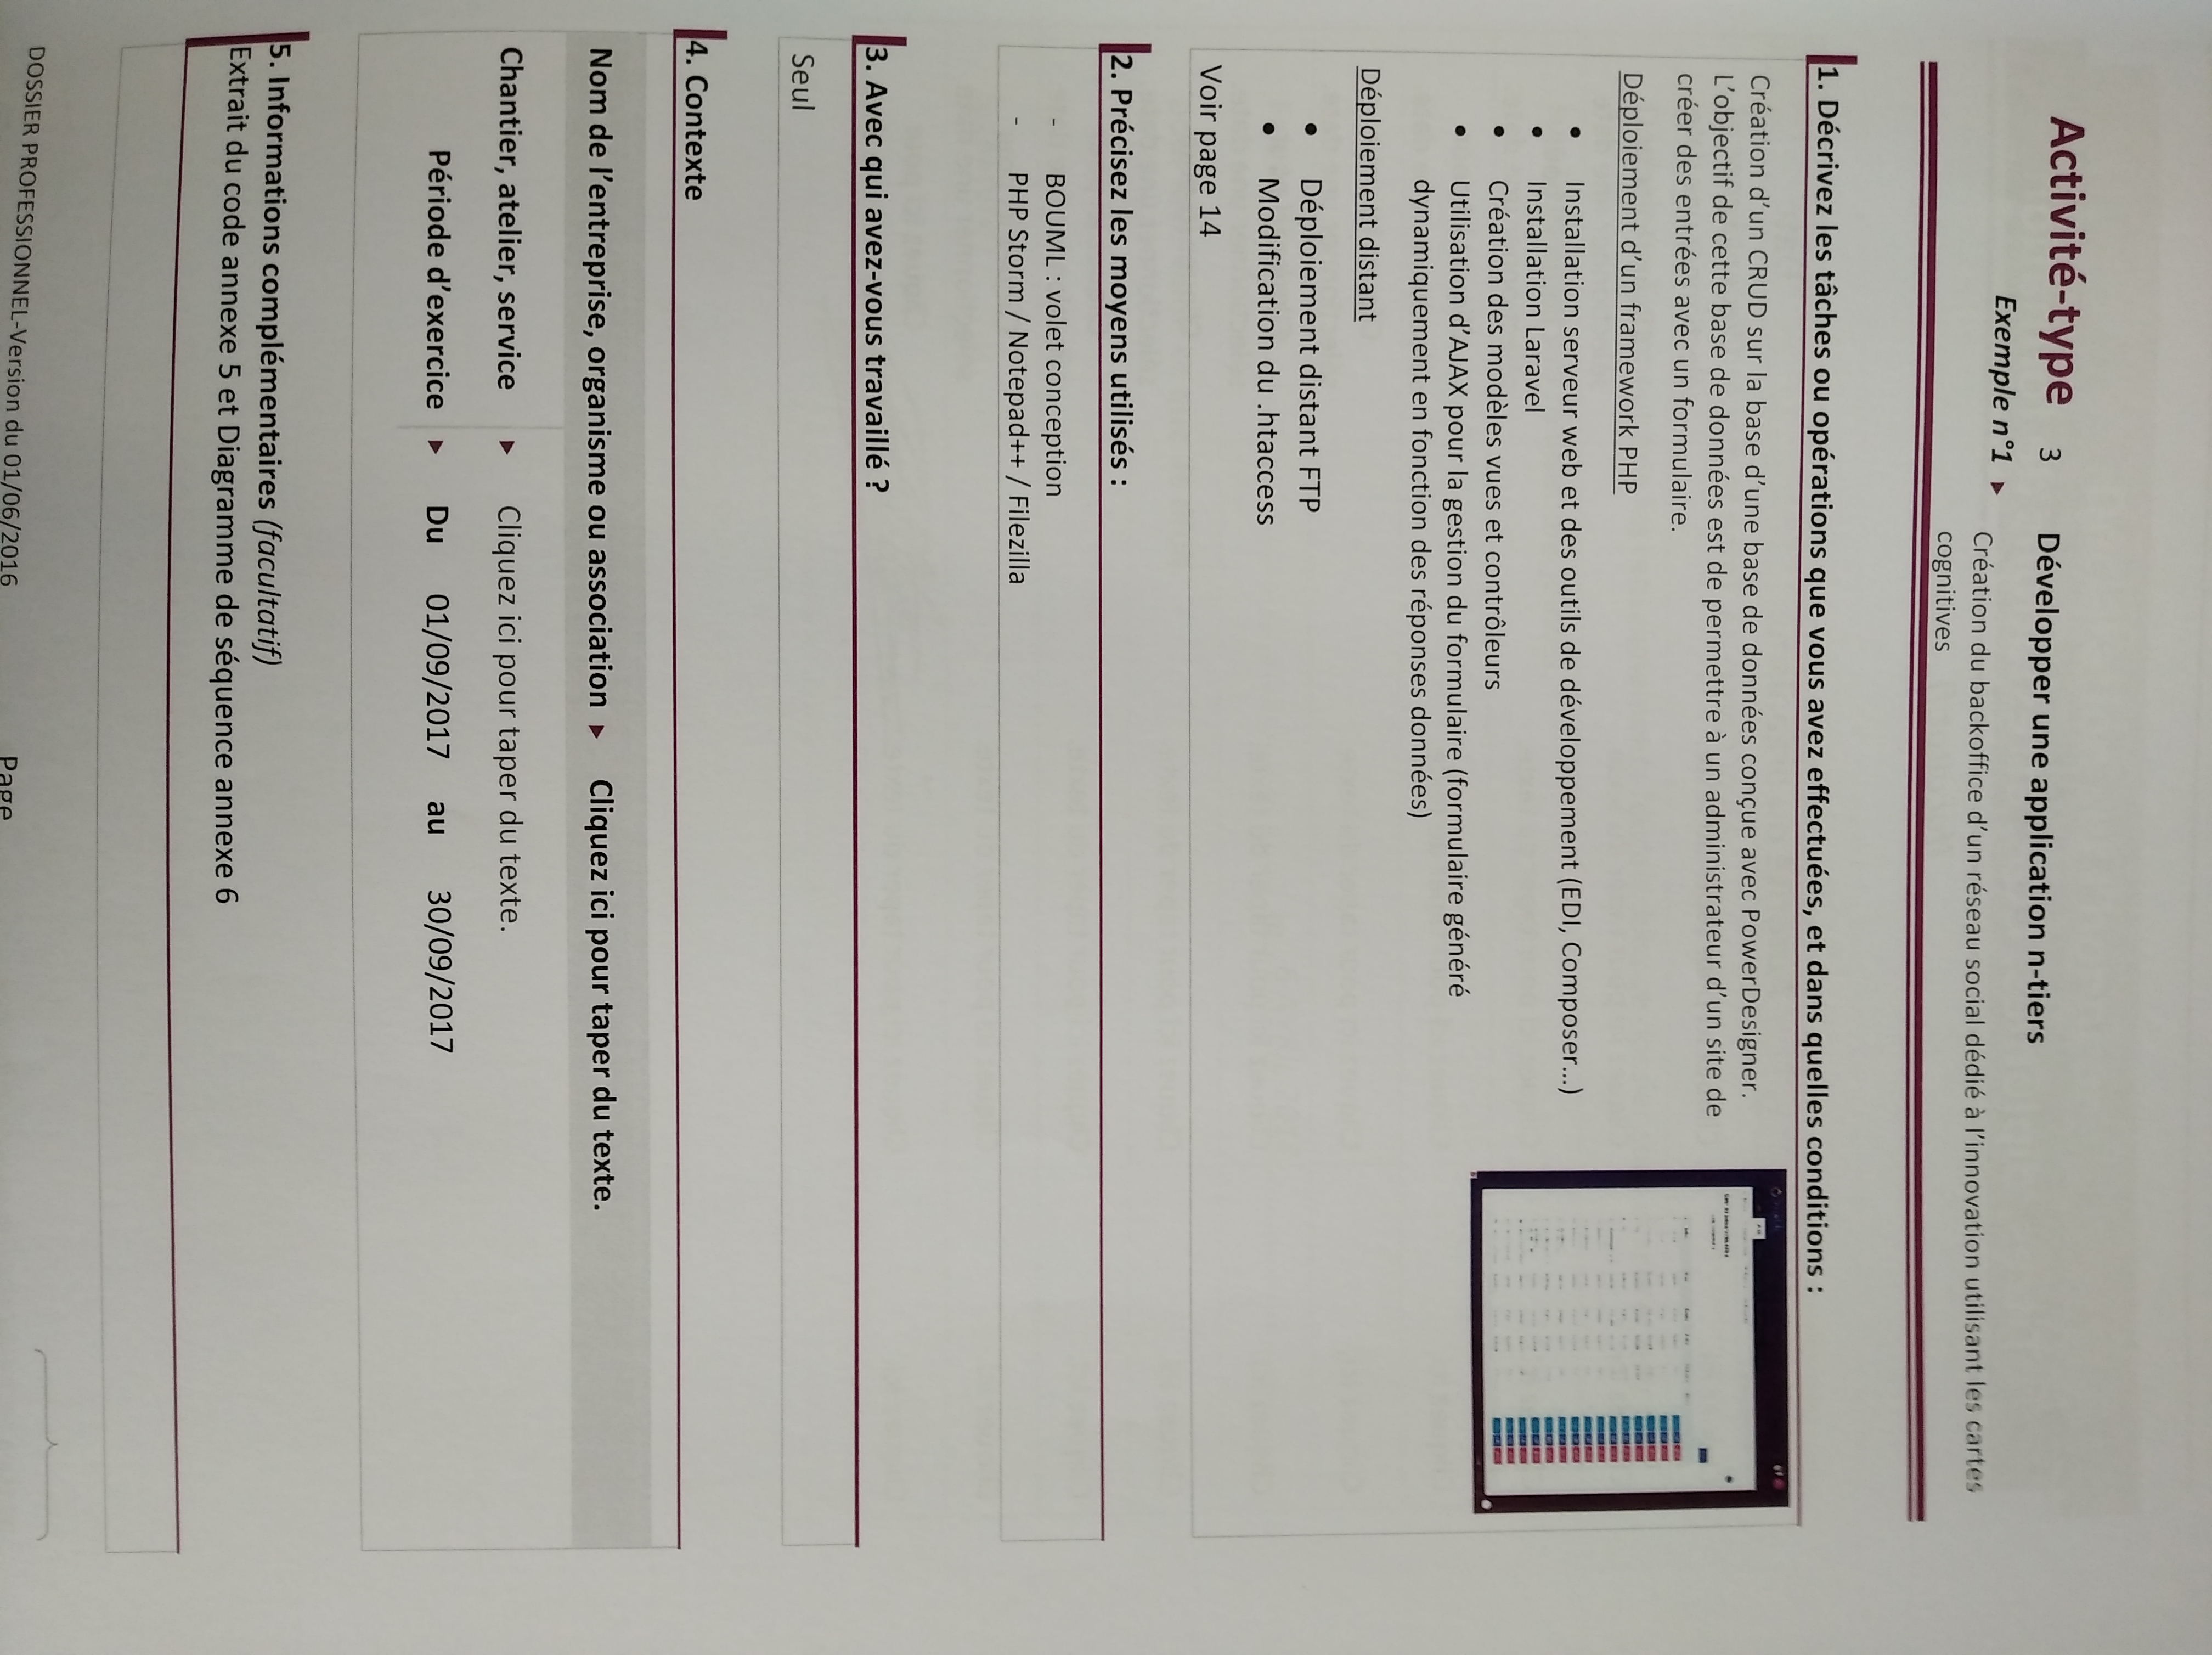 Activité-type 3 Développer une application n-tiers
Exemple n°1 ▶ Création du backoffice d'un réseau social dédié à l'innovation utilisant les cartes
cognitives
1. Décrivez les tâches ou opérations que vous avez effectuées, et dans quelles conditions :
Création d'un CRUD sur la base d'une base de données conçue avec PowerDesigner.
L'objectif de cette base de données est de permettre à un administrateur d'un site de
créer des entrées avec un formulaire.
Déploiement d'un framework PHP
• Installation serveur web et des outils de développement (EDI, Composer...)
• Installation Laravel
• Création des modèles vues et contrôleurs
• Utilisation d'AJAX pour la gestion du formulaire (formulaire généré
dynamiquement en fonction des réponses données)
Déploiement distant
• Déploiement distant FTP
• Modification du .htaccess
Voir page 14
2. Précisez les moyens utilisés :
- BOUML : volet conception
- PHP Storm / Notepad++ / Filezilla
3. Avec qui avez-vous travaillé ?
Seul
4. Contexte
Nom de l'entreprise, organisme ou association ▶ Cliquez ici pour taper du texte.
Chantier, atelier, service ▶ Cliquez ici pour taper du texte.
Période d'exercice ▶ Du 01/09/2017 au 30/09/2017
5. Informations complémentaires (facultatif)
Extrait du code annexe 5 et Diagramme de séquence annexe 6
DOSSIER PROFESSIONNEL-Version du 01/06/2016 Page